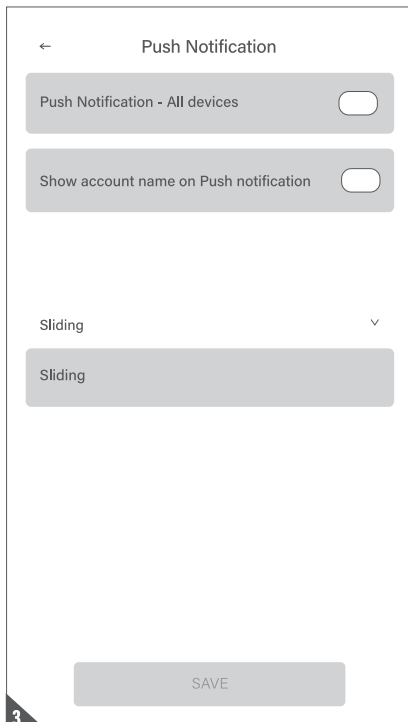 ← Push Notification
Push Notification - All devices
Show account name on Push notification
Sliding
Sliding
SAVE
3